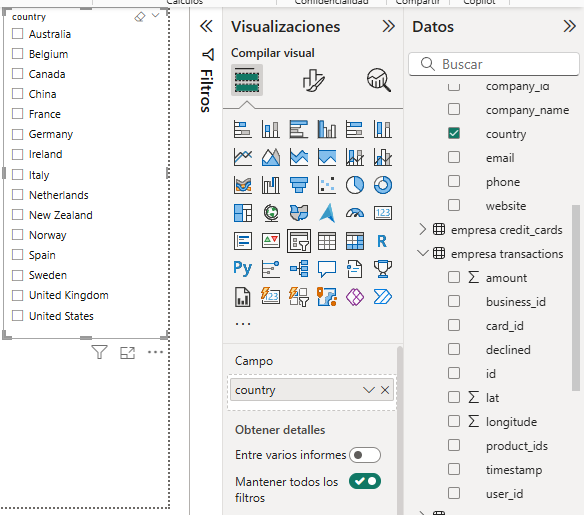 Cálculos
Confidencialidad
Compartir
Copilot
country
Australia
Belgium
Canada
China
France
Germany
Ireland
Italy
Netherlands
New Zealand
Norway
Spain
Sweden
United Kingdom
United States
Filtros
Visualizaciones
Compilar visual
123
R
Py
123
Campo
country
Obtener detalles
Entre varios informes
Mantener todos los
filtros
Datos
Buscar
company_id
company_name
country
email
phone
website
empresa credit_cards
empresa transactions
amount
business_id
card_id
declined
id
lat
longitude
product_ids
timestamp
user_id